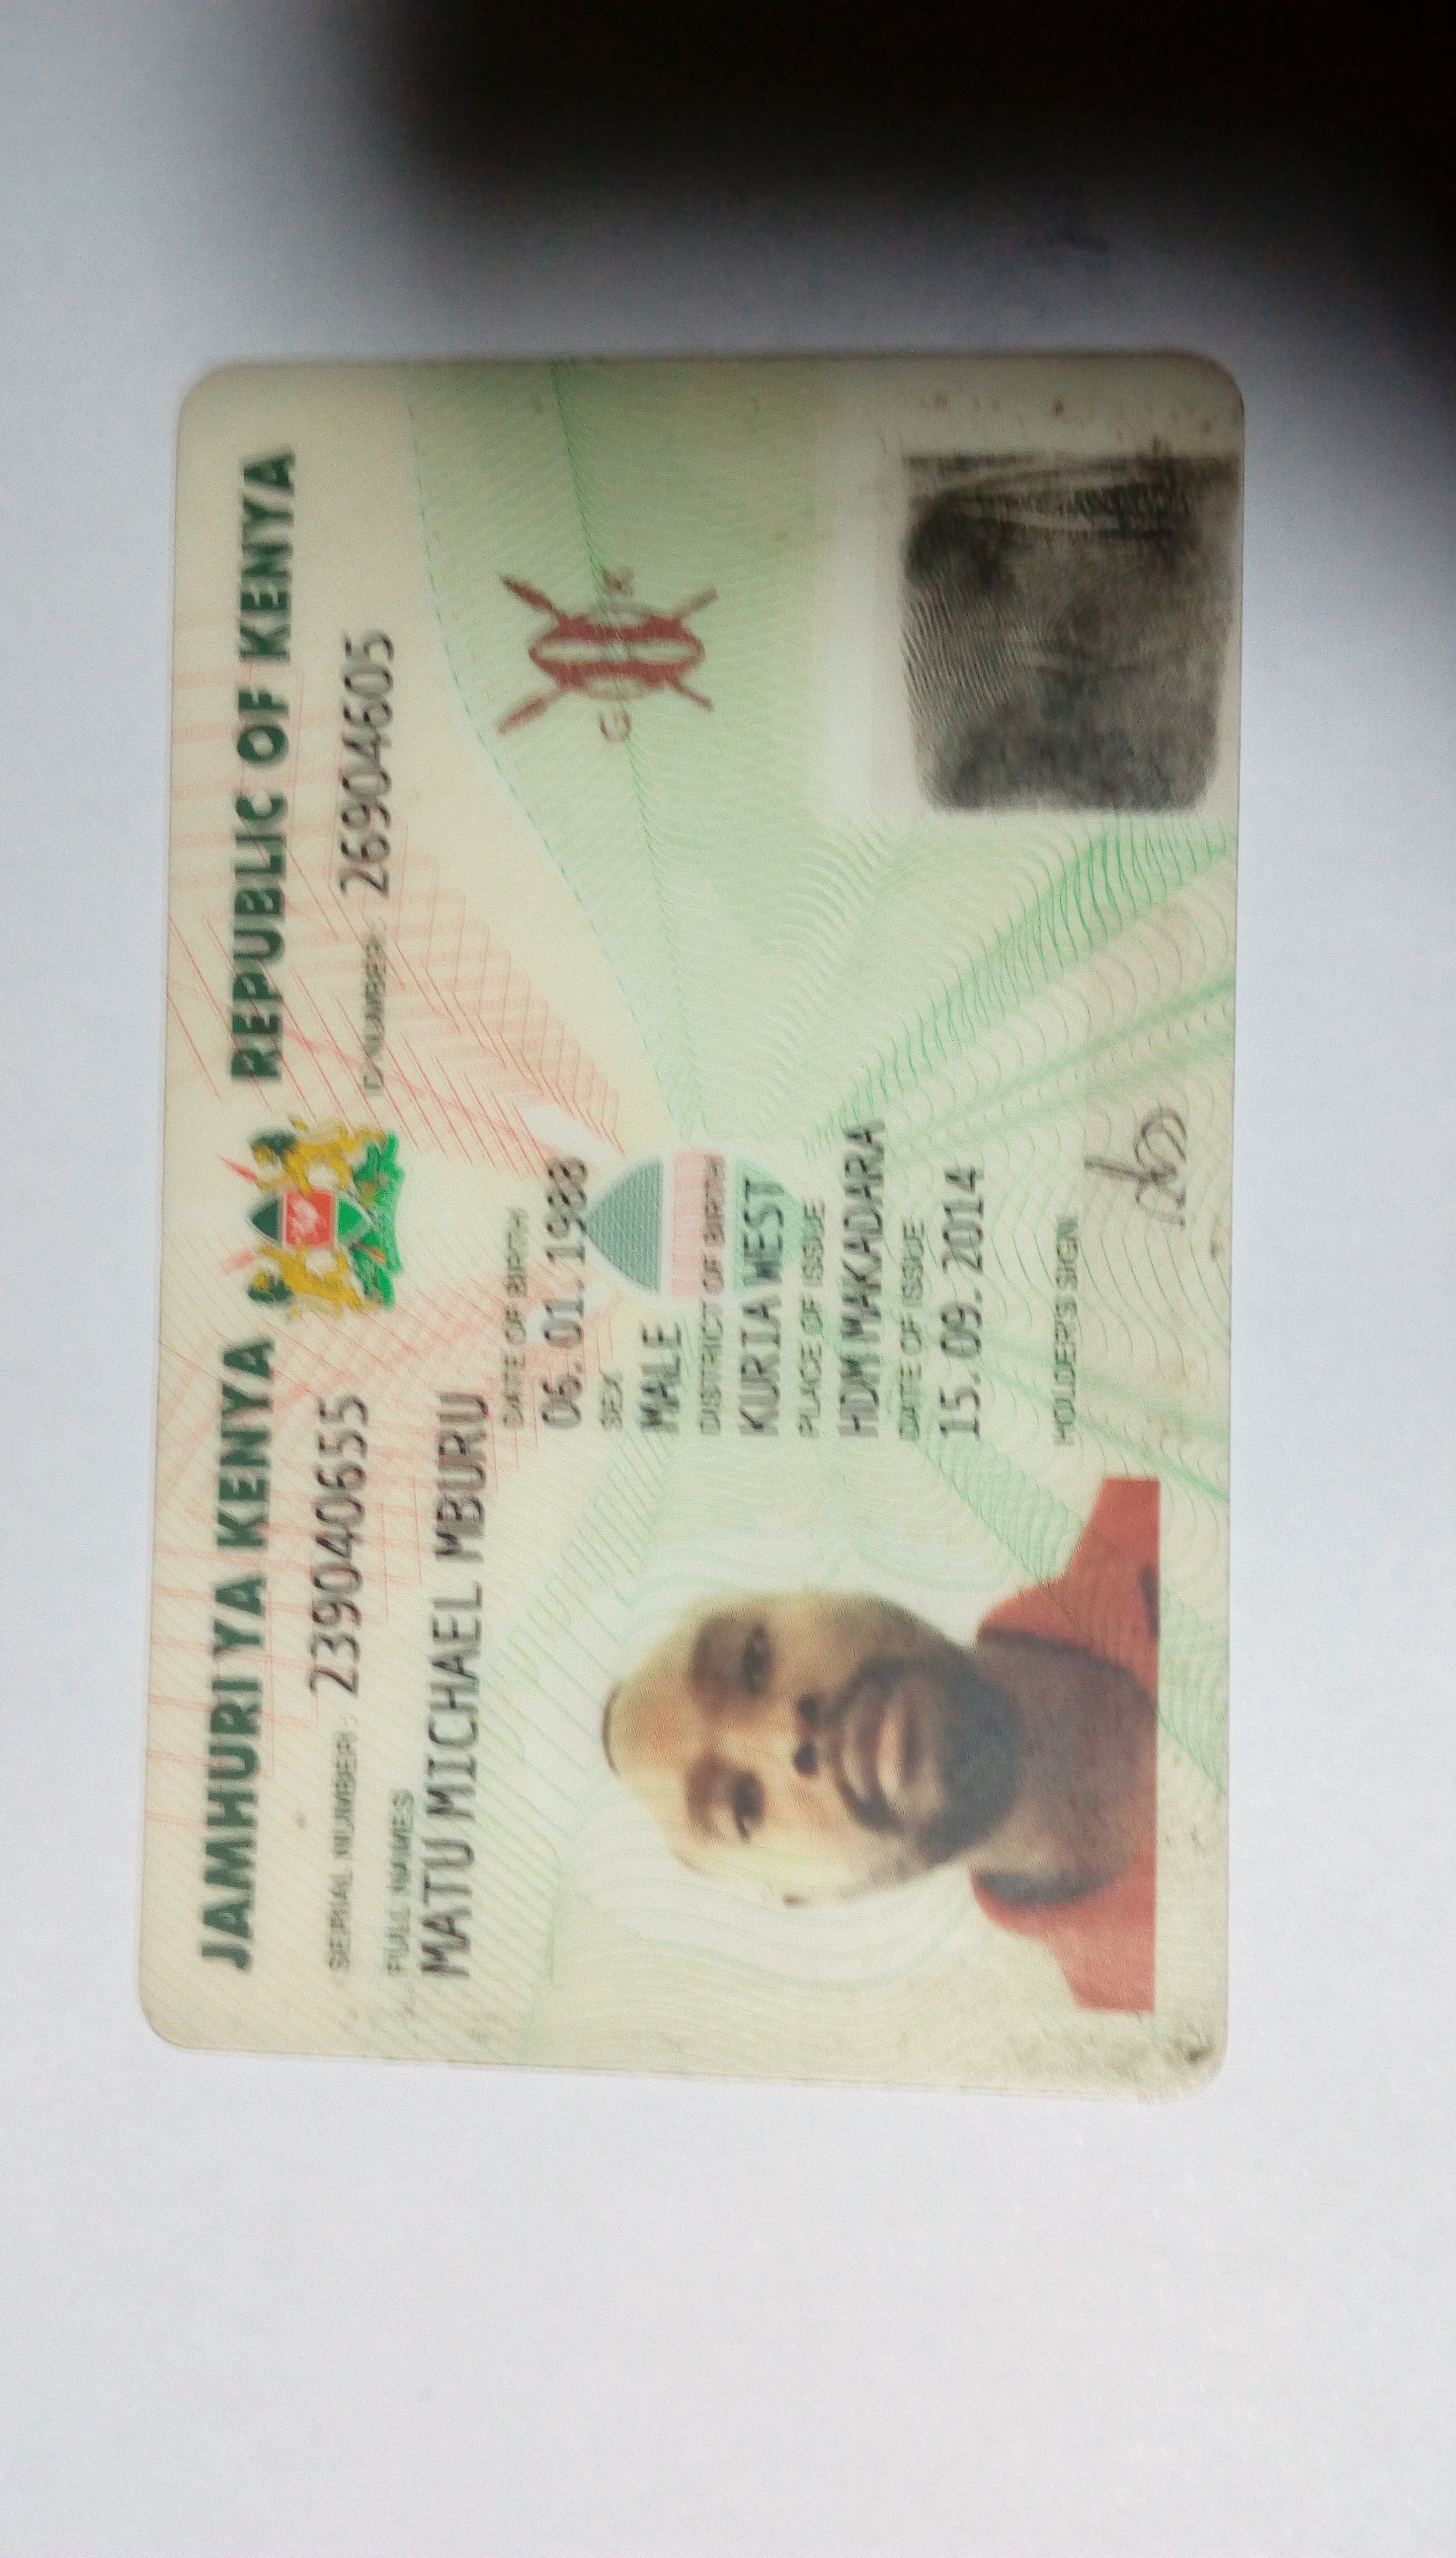 JAMHURI YA KENYA REPUBLIC OF KENYA
SERIAL NUMBER: 239040655 ID NUMBER: 26904605
FULL NAMES
MATU MICHAEL MBURU
DATE OF BIRTH
06.01.1988
SEX
MALE
DISTRICT OF BIRTH
KURIA WEST
PLACE OF ISSUE
HDM MAKADARA
DATE OF ISSUE
15.09.2014
HOLDER'S SIGN.
G K